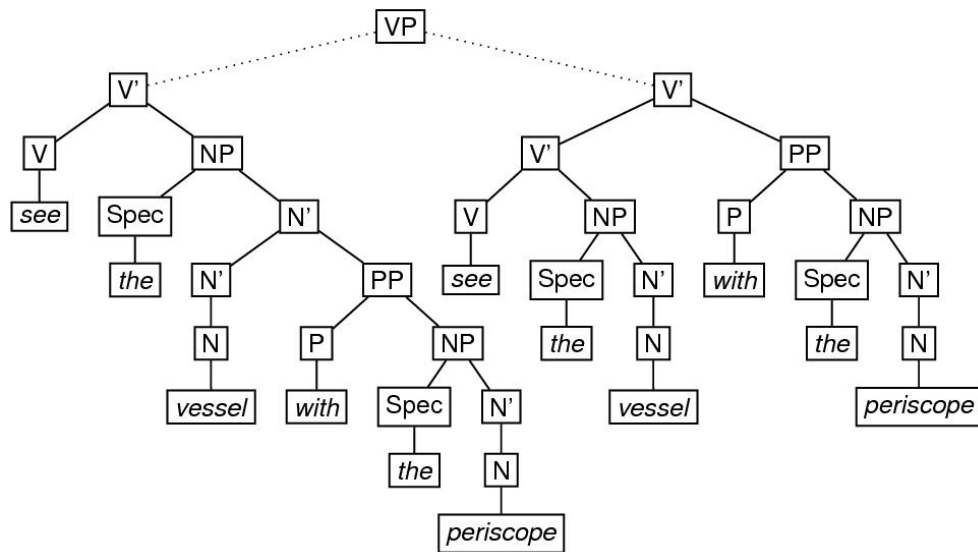 VP
V' V'
V NP V' PP
see Spec N' V NP P NP
the N' PP see Spec N' with Spec N'
N P NP the N the N
vessel with Spec N' vessel periscope
the N
periscope